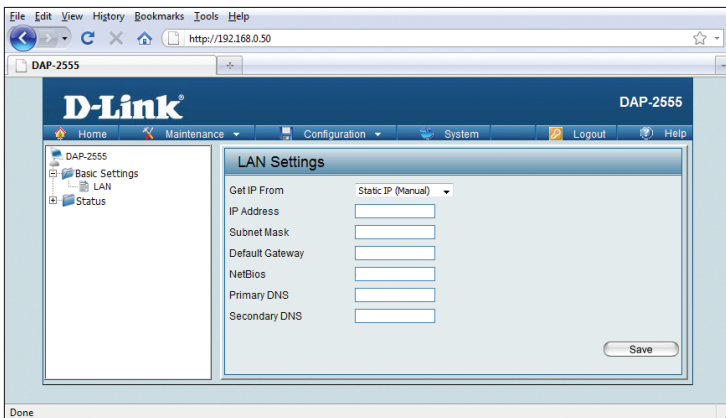 File Edit View History Bookmarks Tools Help
http://192.168.0.50
DAP-2555
D-Link® DAP-2555
Home Maintenance Configuration System Logout Help
DAP-2555
Basic Settings
LAN
Status
LAN Settings
Get IP From Static IP (Manual)
IP Address
Subnet Mask
Default Gateway
NetBios
Primary DNS
Secondary DNS
Save
Done